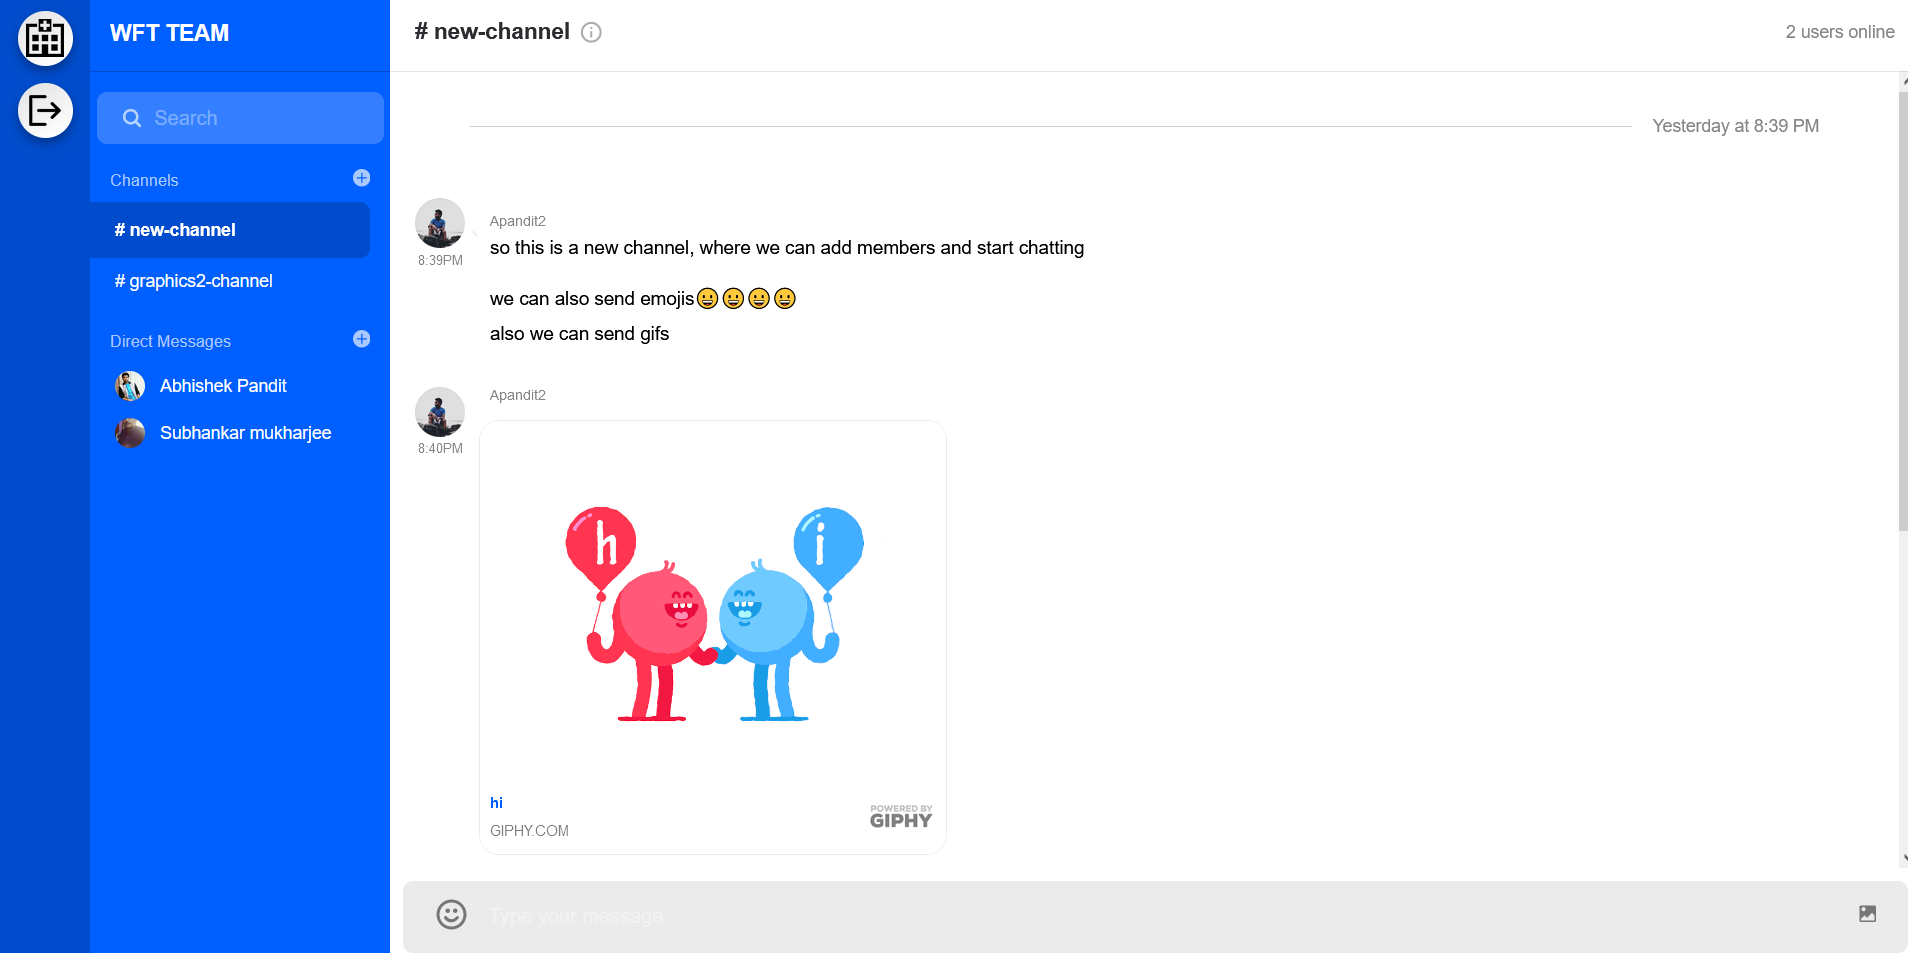 WFT TEAM
Search
Channels
# new-channel
# graphics2-channel
Direct Messages
Abhishek Pandit
Subhankar mukharjee
# new-channel
2 users online
Yesterday at 8:39 PM
Apandit2
so this is a new channel, where we can add members and start chatting
8:39PM
we can also send emojis😀😀😀😀
also we can send gifs
Apandit2
8:40PM
h i
hi
GIPHY.COM
POWERED BY
GIPHY
Type your message